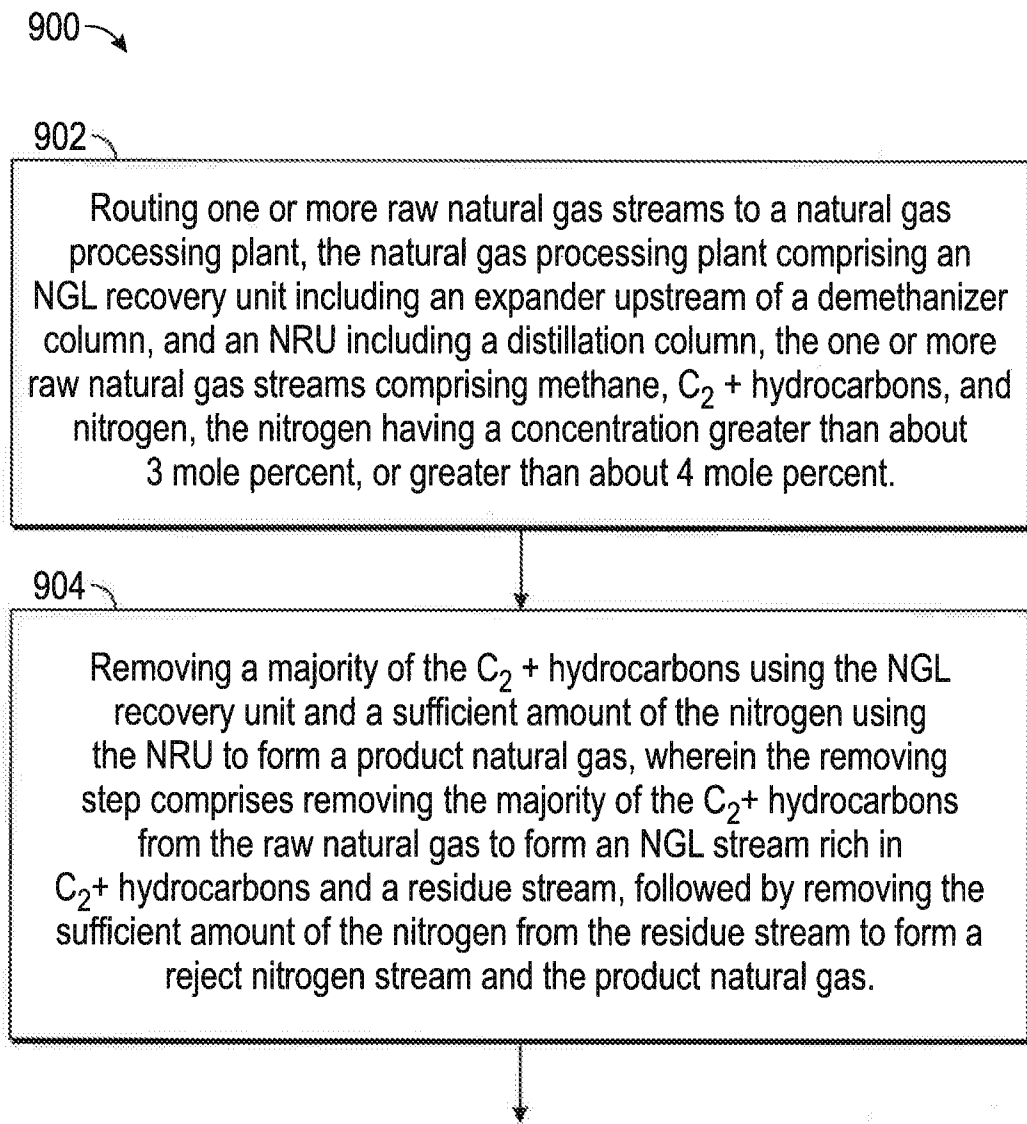 900
902
Routing one or more raw natural gas streams to a natural gas
processing plant, the natural gas processing plant comprising an
NGL recovery unit including an expander upstream of a demethanizer
column, and an NRU including a distillation column, the one or more
raw natural gas streams comprising methane, C₂ + hydrocarbons, and
nitrogen, the nitrogen having a concentration greater than about
3 mole percent, or greater than about 4 mole percent.
904
Removing a majority of the C₂ + hydrocarbons using the NGL
recovery unit and a sufficient amount of the nitrogen using
the NRU to form a product natural gas, wherein the removing
step comprises removing the majority of the C₂+ hydrocarbons
from the raw natural gas to form an NGL stream rich in
C₂+ hydrocarbons and a residue stream, followed by removing the
sufficient amount of the nitrogen from the residue stream to form a
reject nitrogen stream and the product natural gas.